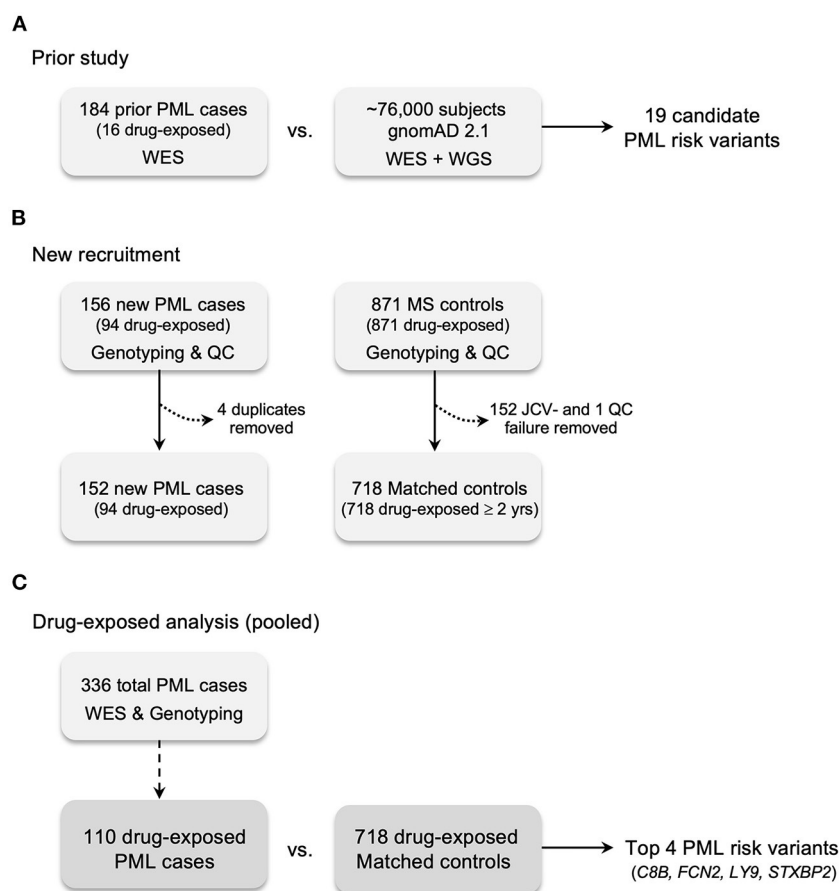 A
Prior study
184 prior PML cases
(16 drug-exposed)
WES
vs.
~76,000 subjects
gnomAD 2.1
WES + WGS
19 candidate
PML risk variants
B
New recruitment
156 new PML cases
(94 drug-exposed)
Genotyping & QC
871 MS controls
(871 drug-exposed)
Genotyping & QC
4 duplicates
removed
152 JCV- and 1 QC
failure removed
152 new PML cases
(94 drug-exposed)
718 Matched controls
(718 drug-exposed ≥ 2 yrs)
C
Drug-exposed analysis (pooled)
336 total PML cases
WES & Genotyping
110 drug-exposed
PML cases
vs.
718 drug-exposed
Matched controls
Top 4 PML risk variants
(C8B, FCN2, LY9, STXBP2)